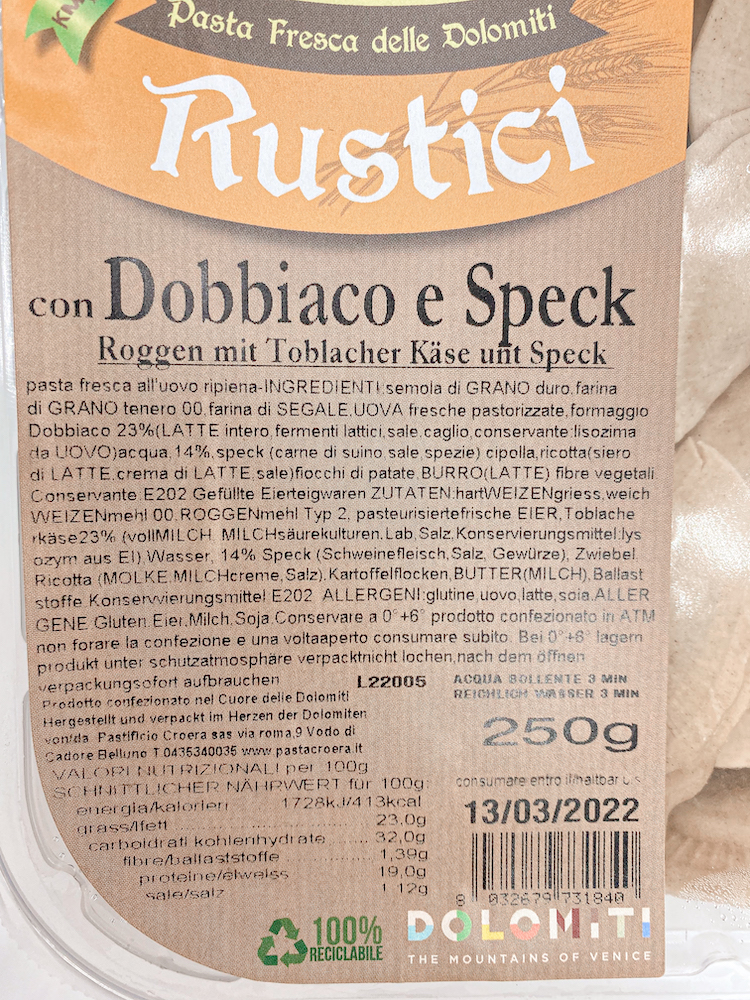 KM
Pasta Fresca delle Dolomiti
Rustici
con Dobbiaco e Speck
Roggen mit Toblacher Käse unt Speck
pasta fresca all'uovo ripiena-INGREDIENTI:semola di GRANO duro,farina
di GRANO tenero 00,farina di SEGALE,UOVA fresche pastorizzate,formaggio
Dobbiaco 23%(LATTE intero,fermenti lattici,sale,caglio,conservante:lisozima
da UOVO)acqua,14%,speck (carne di suino,sale,spezie) cipolla,ricotta(siero
di LATTE,crema di LATTE,sale)fiocchi di patate,BURRO(LATTE) fibre vegetali
Conservante:E202 Gefüllte Eierteigwaren ZUTATEN:hartWEIZENgriess,weich
WEIZENmehl 00,ROGGENmehl Typ 2, pasteurisiertefrische EIER,Toblache
rkäse23% (vollMILCH, MILCHsäurekulturen,Lab,Salz,Konservierungsmittel:lys
ozym aus EI),Wasser, 14% Speck (Schweinefleisch,Salz, Gewürze), Zwiebel,
Ricotta (MOLKE,MILCHcreme,Salz),Kartoffelflocken,BUTTER(MILCH),Ballast
stoffe Konservvierungsmittel E202 ALLERGENI:glutine,uovo,latte,soia.ALLER
GENE:Gluten,Eier,Milch,Soja.Conservare a 0°+6° prodotto confezionato in ATM
non forare la confezione e una voltaaperto consumare subito. Bei 0°+6° lagern
produkt unter schutzatmosphäre verpacktnicht lochen,nach dem öffnen
verpackungsofort aufbrauchen
L22005
ACQUA BOLLENTE 3 MIN
REICHLICH WASSER 3 MIN
Prodotto confezionato nel Cuore delle Dolomiti
Hergestellt und verpackt im Herzen der Dolomiten
von/da Pastificio Croera sas via roma,9 Vodo di
Cadore Belluno T.0435340035 www.pastacroera.it
250g
VALORI NUTRIZIONALI per 100g
SCHNITTLICHER NÄHRWERT für 100g:
energia/kalorien 1728kJ/413kcal
grass/fett 23,0g
carboidrati kohlenhydrate 32,0g
fibre/ballaststoffe 1,39g
proteine/eiweiss 19,0g
sale/salz 1,12g
consumare entro il/haltbar
13/03/2022
8 032679 731840
100%
RECICLABILE
DOLOMiTI
THE MOUNTAINS OF VENICE